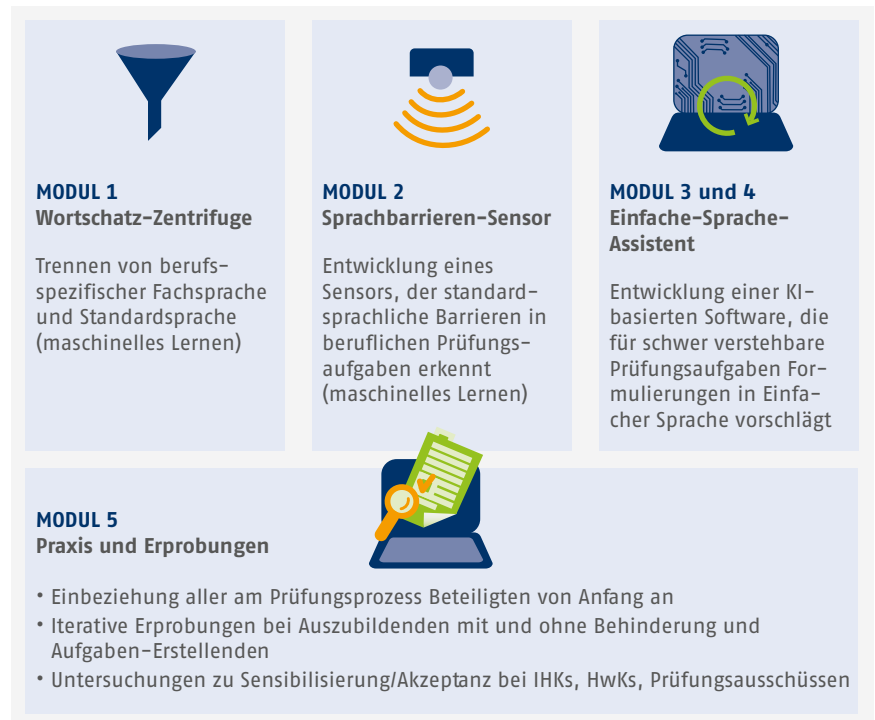 MODUL 1
Wortschatz-Zentrifuge
Trennen von berufs-
spezifischer Fachsprache
und Standardsprache
(maschinelles Lernen)
MODUL 2
Sprachbarrieren-Sensor
Entwicklung eines
Sensors, der standard-
sprachliche Barrieren in
beruflichen Prüfungs-
aufgaben erkennt
(maschinelles Lernen)
MODUL 3 und 4
Einfache-Sprache-
Assistent
Entwicklung einer KI-
basierten Software, die
für schwer verstehbare
Prüfungsaufgaben For-
mulierungen in Einfa-
cher Sprache vorschlägt
MODUL 5
Praxis und Erprobungen
• Einbeziehung aller am Prüfungsprozess Beteiligten von Anfang an
• Iterative Erprobungen bei Auszubildenden mit und ohne Behinderung und
Aufgaben-Erstellenden
• Untersuchungen zu Sensibilisierung/Akzeptanz bei IHKs, HwKs, Prüfungsausschüssen